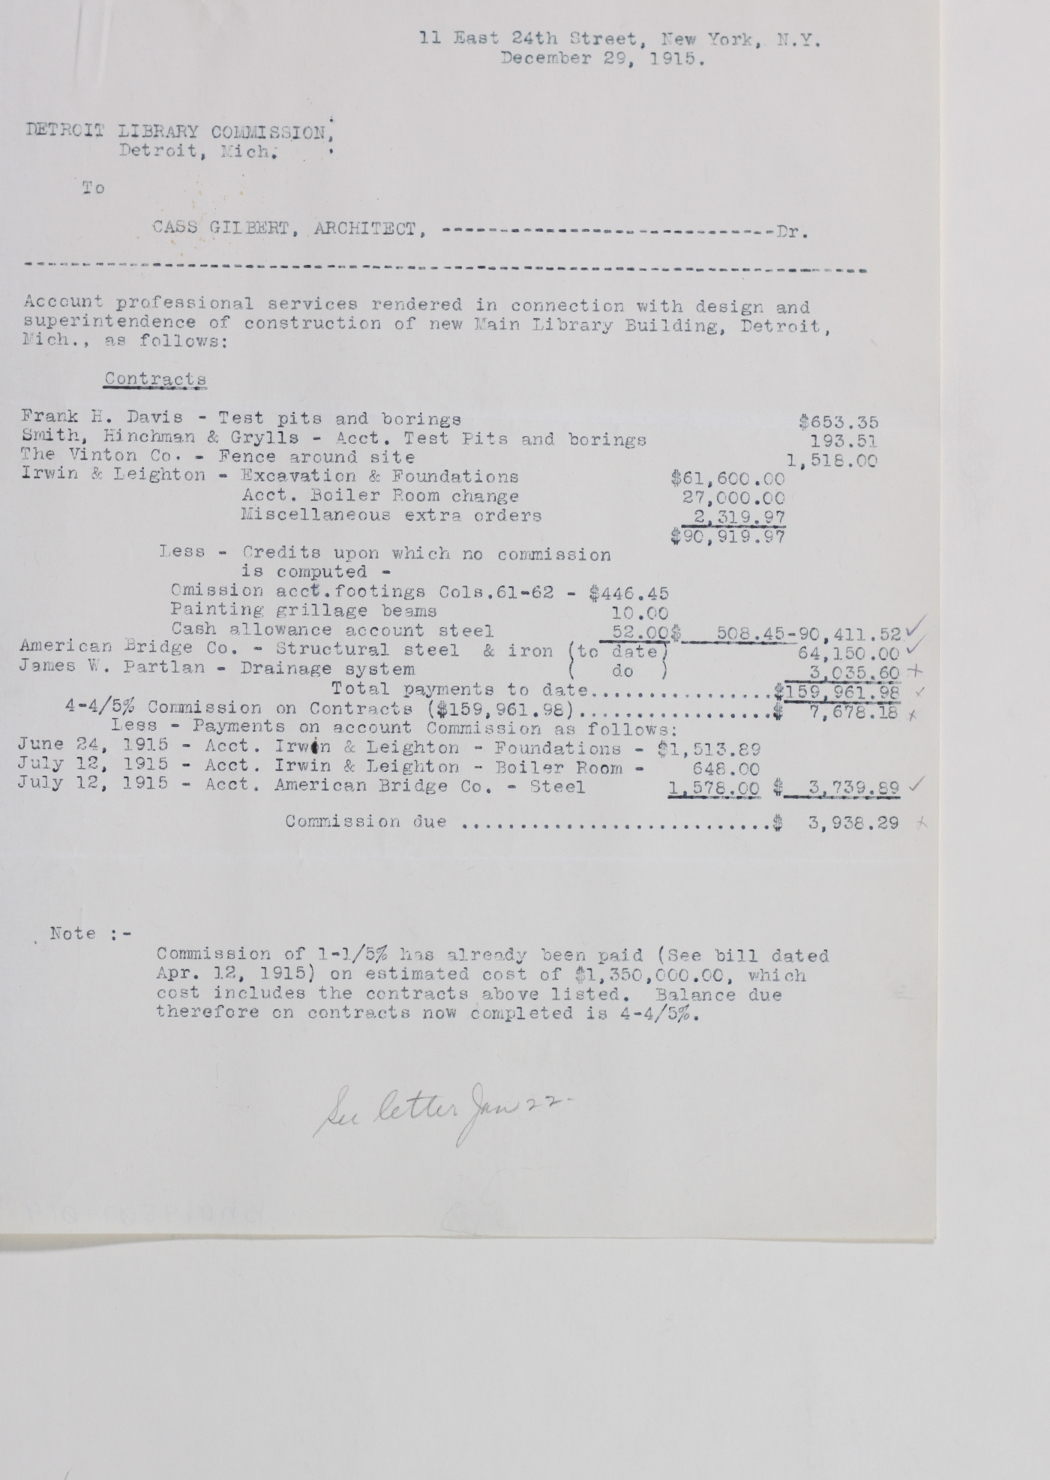 11 East 24th Street, New York, N.Y.
December 29, 1915.
DETROIT LIBRARY COMMISSION,
Detroit, Mich.
To
CASS GILBERT, ARCHITECT, -----------------------------Dr.
Account professional services rendered in connection with design and
superintendence of construction of new Main Library Building, Detroit,
Mich., as follows:
Contracts
Frank H. Davis - Test pits and borings $653.35
Smith, Hinchman & Grylls - Acct. Test Pits and borings 193.51
The Vinton Co. - Fence around site 1,518.00
Irwin & Leighton - Excavation & Foundations $61,600.00
Acct. Boiler Room change 27,000.00
Miscellaneous extra orders 2,319.97
$90,919.97
Less - Credits upon which no commission
is computed -
Omission acct.footings Cols.61-62 - $446.45
Painting grillage beams 10.00
Cash allowance account steel 52.00$ 508.45-90,411.52✓
American Bridge Co. - Structural steel & iron (to date) 64,150.00✓
James W. Partlan - Drainage system ( do ) 3,035.60 +
Total payments to date................$159,961.98 ✓
4-4/5% Commission on Contracts ($159,961.98).................$ 7,678.18 x
Less - Payments on account Commission as follows:
June 24, 1915 - Acct. Irwin & Leighton - Foundations - $1,513.89
July 12, 1915 - Acct. Irwin & Leighton - Boiler Room - 648.00
July 12, 1915 - Acct. American Bridge Co. - Steel 1,578.00 $ 3,739.89 ✓
Commission due ...........................$ 3,938.29 x
Note :-
Commission of 1-1/5% has already been paid (See bill dated
Apr. 12, 1915) on estimated cost of $1,350,000.00, which
cost includes the contracts above listed. Balance due
therefore on contracts now completed is 4-4/5%.
See letter Jan 22-